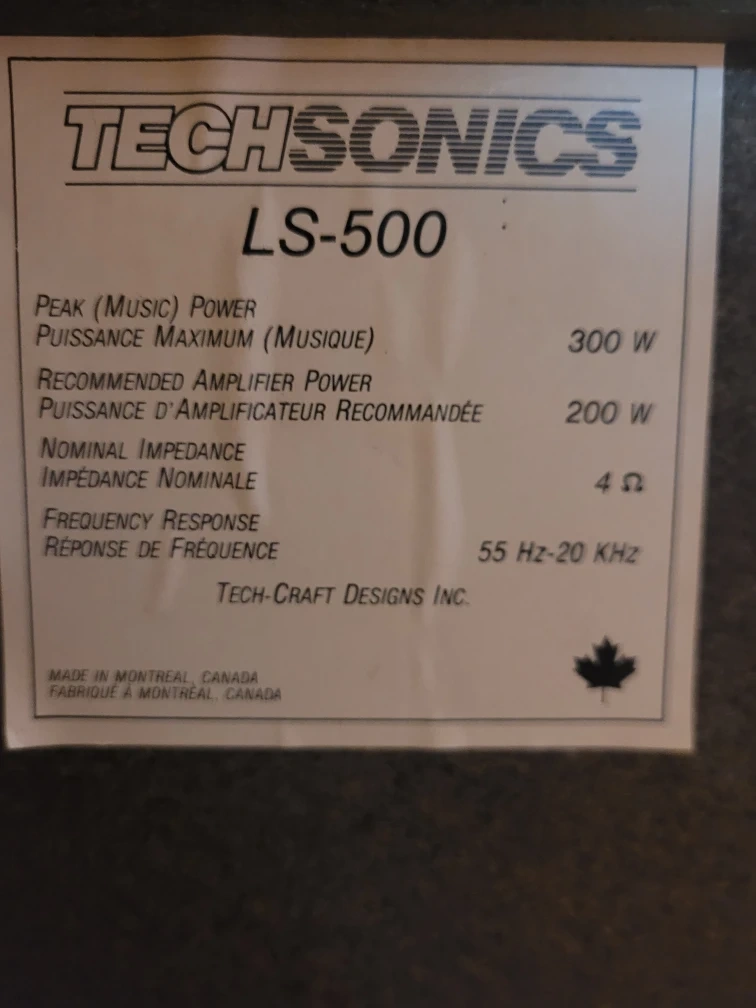 TECHSONICS
LS-500
PEAK (MUSIC) POWER
PUISSANCE MAXIMUM (MUSIQUE) 300 W
RECOMMENDED AMPLIFIER POWER
PUISSANCE D'AMPLIFICATEUR RECOMMANDÉE 200 W
NOMINAL IMPEDANCE
IMPÉDANCE NOMINALE 4 Ω
FREQUENCY RESPONSE
RÉPONSE DE FRÉQUENCE 55 Hz-20 KHz
TECH-CRAFT DESIGNS INC.
MADE IN MONTREAL, CANADA
FABRIQUÉ À MONTRÉAL, CANADA